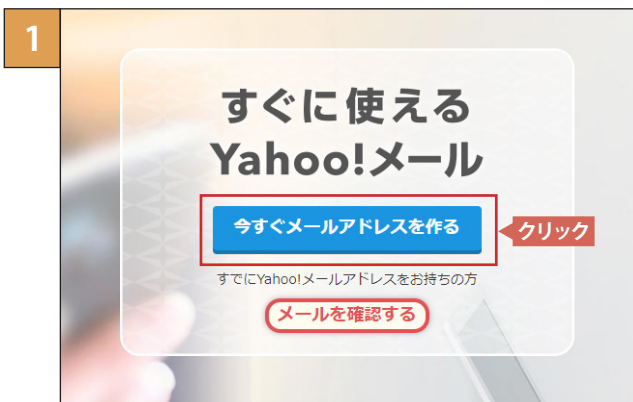 1
すぐに使える
Yahoo!メール
今すぐメールアドレスを作る
クリック
すでにYahoo!メールアドレスをお持ちの方
メールを確認する